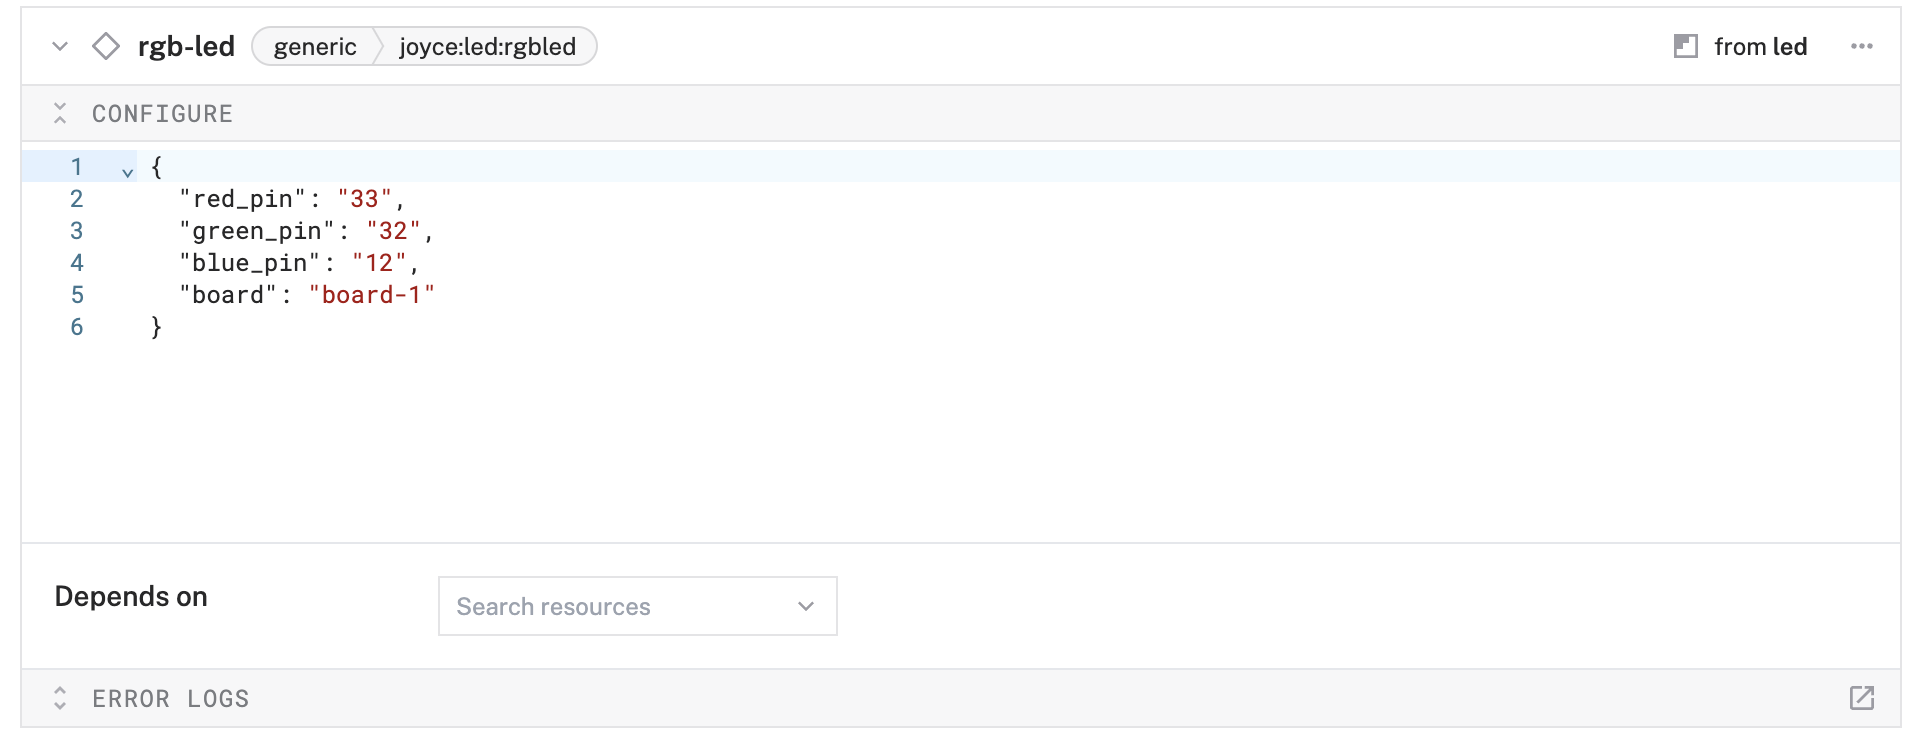 rgb-led generic joyce:led:rgbled from led
CONFIGURE
1 {
2 "red_pin": "33",
3 "green_pin": "32",
4 "blue_pin": "12",
5 "board": "board-1"
6 }
Depends on Search resources
ERROR LOGS